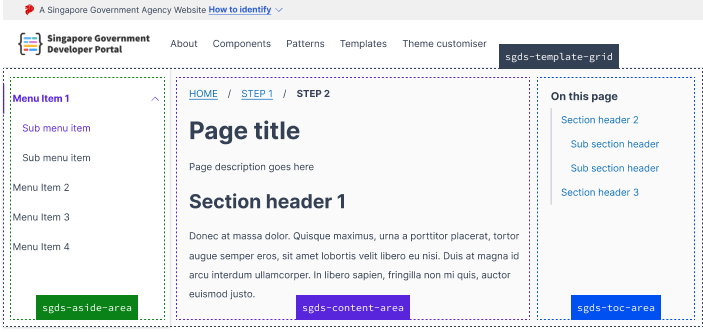 A Singapore Government Agency Website How to identify
Singapore Government
Developer Portal
About Components Patterns Templates Theme customiser
sgds-template-grid
Menu Item 1
Sub menu item
Sub menu item
Menu Item 2
Menu Item 3
Menu Item 4
sgds-aside-area
HOME / STEP 1 / STEP 2
Page title
Page description goes here
Section header 1
Donec at massa dolor. Quisque maximus, urna a porttitor placerat, tortor
augue semper eros, sit amet lobortis velit libero eu nisi. Duis at magna id
arcu interdum ullamcorper. In libero sapien, fringilla non mi quis, auctor
euismod justo.
sgds-content-area
On this page
Section header 2
Sub section header
Sub section header
Section header 3
sgds-toc-area